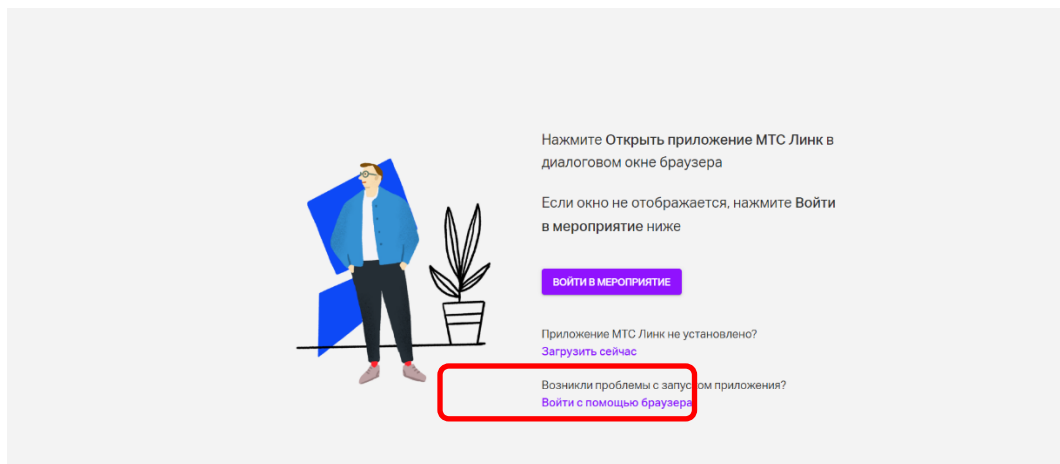 Нажмите Открыть приложение МТС Линк в
диалоговом окне браузера
Если окно не отображается, нажмите Войти
в мероприятие ниже
ВОЙТИ В МЕРОПРИЯТИЕ
Приложение МТС Линк не установлено?
Загрузить сейчас
Возникли проблемы с запуском приложения?
Войти с помощью браузера